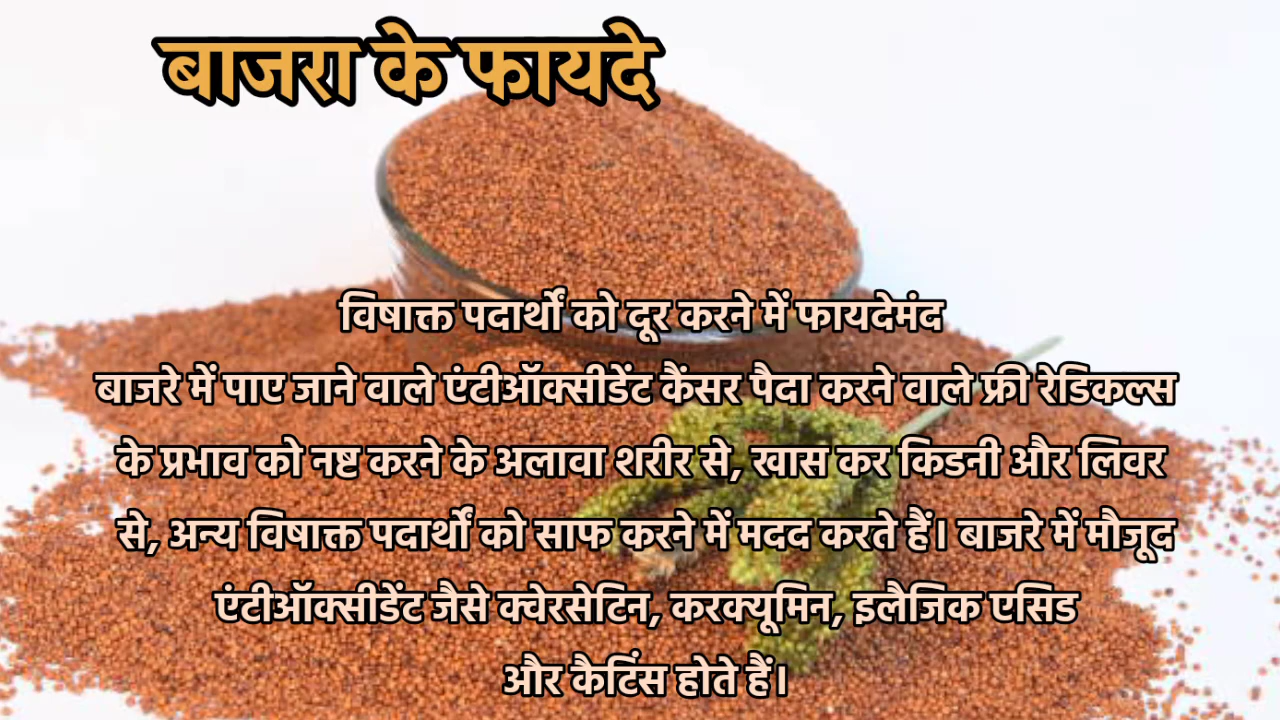 बाजरा के फायदे
विषाक्त पदार्थों को दूर करने में फायदेमंद
बाजरे में पाए जाने वाले एंटीऑक्सीडेंट कैंसर पैदा करने वाले फ्री रेडिकल्स
के प्रभाव को नष्ट करने के अलावा शरीर से, खास कर किडनी और लिवर
से, अन्य विषाक्त पदार्थों को साफ करने में मदद करते हैं। बाजरे में मौजूद
एंटीऑक्सीडेंट जैसे क्वेरसेटिन, करक्यूमिन, इलैजिक एसिड
और कैटिंस होते हैं।